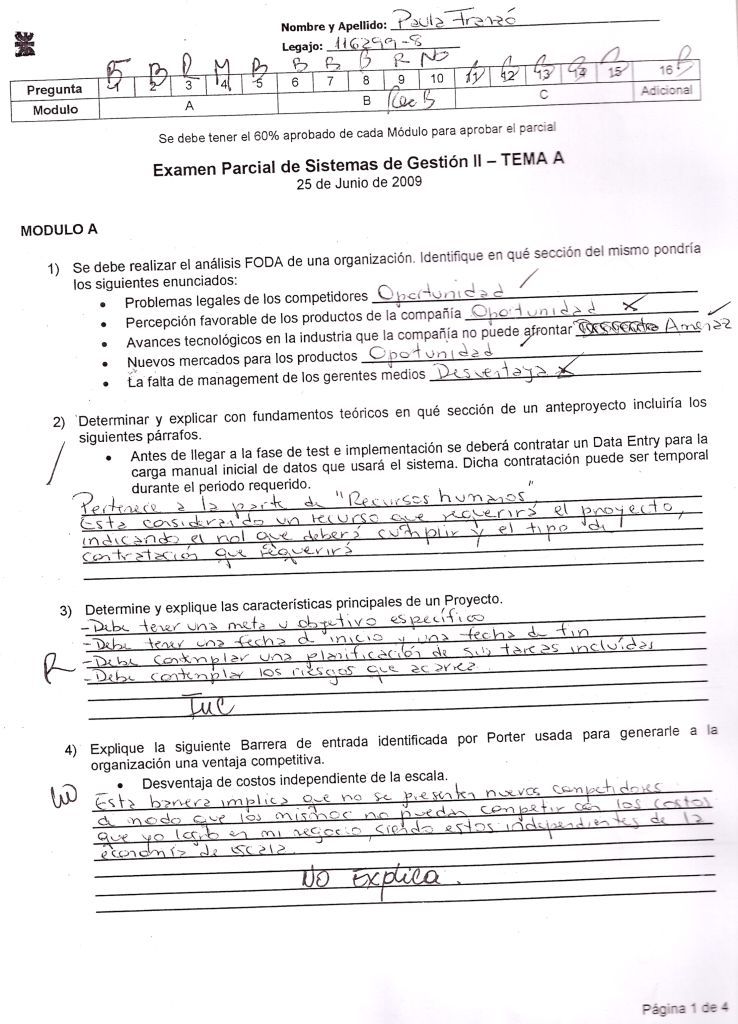 Nombre y Apellido: Paula Franzó
Legajo: 116299-8
B B R M B B B B R NO B B B B B B
Pregunta 1 2 3 4 5 6 7 8 9 10 11 12 13 14 15 16
Modulo A B Rec B C Adicional
Se debe tener el 60% aprobado de cada Módulo para aprobar el parcial
Examen Parcial de Sistemas de Gestión II – TEMA A
25 de Junio de 2009
MODULO A
1) Se debe realizar el análisis FODA de una organización. Identifique en qué sección del mismo pondría
los siguientes enunciados:
• Problemas legales de los competidores Oportunidad
• Percepción favorable de los productos de la compañía Oportunidad
• Avances tecnológicos en la industria que la compañía no puede afrontar Amenaz
• Nuevos mercados para los productos Opotunidad
• La falta de management de los gerentes medios Desventaja
2) Determinar y explicar con fundamentos teóricos en qué sección de un anteproyecto incluiría los
siguientes párrafos.
• Antes de llegar a la fase de test e implementación se deberá contratar un Data Entry para la
carga manual inicial de datos que usará el sistema. Dicha contratación puede ser temporal
durante el periodo requerido.
Pertenece a la parte de "Recursos humanos"
Esta considerando un recurso que requerirá el proyecto,
indicando el rol que deberá cumplir y el tipo de
contratación que requerirá
3) Determine y explique las características principales de un Proyecto.
-Debe tener una meta u objetivo específico
-Debe tener una fecha d inicio y una fecha de fin
R -Debe contemplar una planificación de sus tareas incluidas
-Debe contemplar los riesgos que acarrea.
Inc
4) Explique la siguiente Barrera de entrada identificada por Porter usada para generarle a la
organización una ventaja competitiva.
• Desventaja de costos independiente de la escala.
Esta barrera implica que no se presenten nuevos competidores
a modo que los mismos no puedan competir con los costos
que yo logro en mi negocio, siendo estos independientes de la
economía de escala.
No Explica.
Página 1 de 4